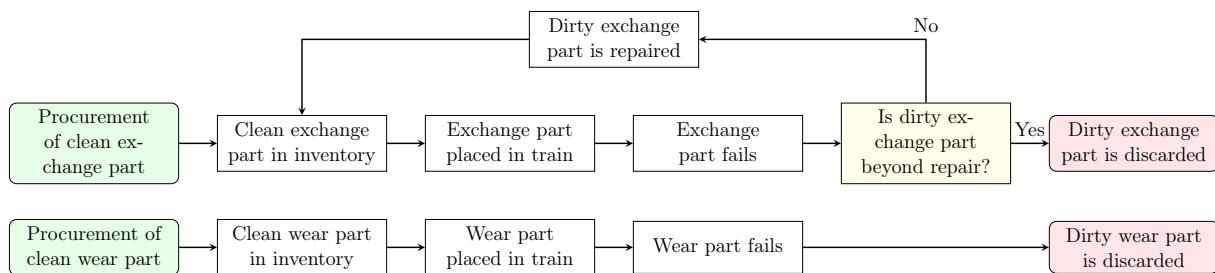 Dirty exchange
part is repaired
No
Procurement
of clean ex-
change part
Clean exchange
part in inventory
Exchange part
placed in train
Exchange
part fails
Is dirty ex-
change part
beyond repair?
Yes
Dirty exchange
part is discarded
Procurement of
clean wear part
Clean wear part
in inventory
Wear part
placed in train
Wear part fails
Dirty wear part
is discarded